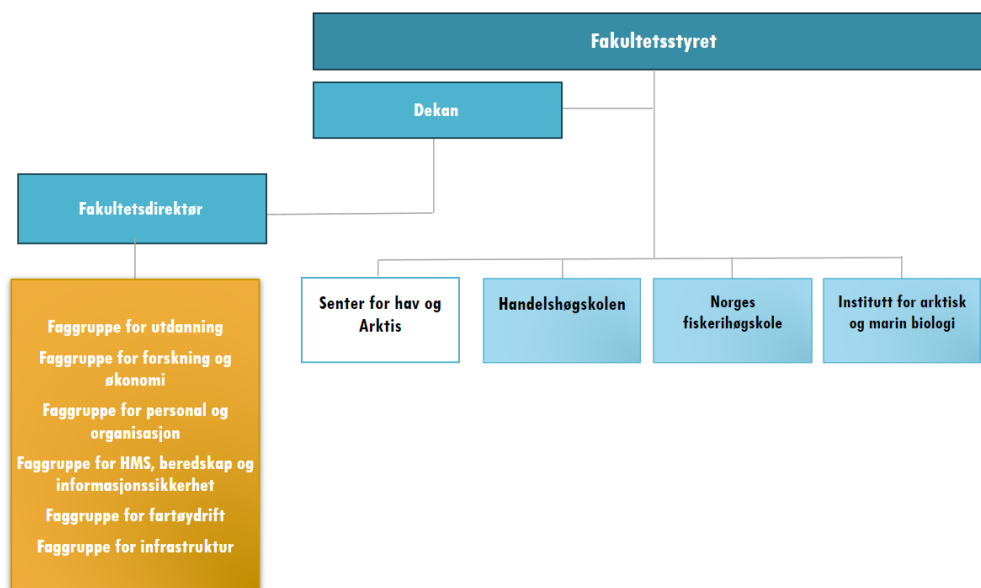 Fakultetsstyret
Dekan
Fakultetsdirektør
Senter for hav og
Arktis
Handelshøgskolen
Norges
fiskerihøgskole
Institutt for arktisk
og marin biologi
Faggruppe for utdanning
Faggruppe for forskning og
økonomi
Faggruppe for personal og
organisasjon
Faggruppe for HMS, beredskap og
informasjonssikkerhet
Faggruppe for fartøydrift
Faggruppe for infrastruktur